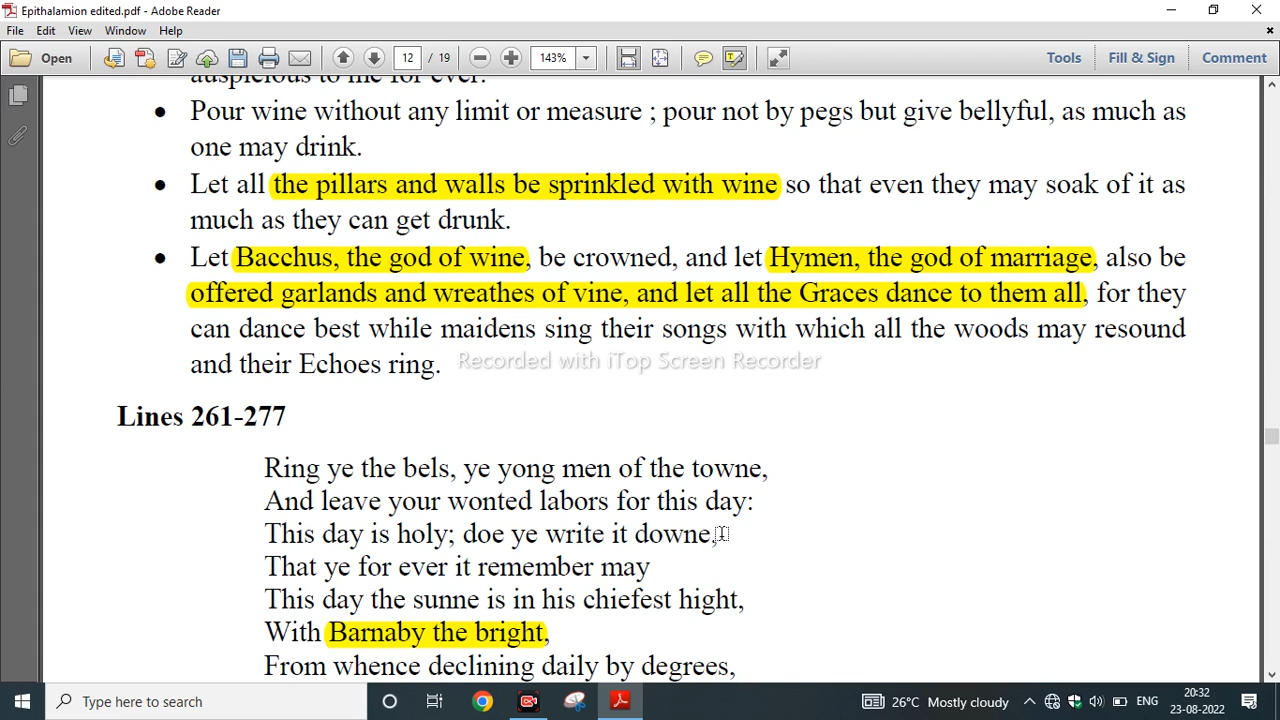 Epithalamion edited.pdf - Adobe Reader
File Edit View Window Help
Open 12 / 19 143% Tools Fill & Sign Comment
auspicious to me for ever.
• Pour wine without any limit or measure ; pour not by pegs but give bellyful, as much as
one may drink.
• Let all the pillars and walls be sprinkled with wine so that even they may soak of it as
much as they can get drunk.
• Let Bacchus, the god of wine, be crowned, and let Hymen, the god of marriage, also be
offered garlands and wreathes of vine, and let all the Graces dance to them all, for they
can dance best while maidens sing their songs with which all the woods may resound
and their Echoes ring.
Recorded with iTop Screen Recorder
Lines 261-277
Ring ye the bels, ye yong men of the towne,
And leave your wonted labors for this day:
This day is holy; doe ye write it downe,
That ye for ever it remember may
This day the sunne is in his chiefest hight,
With Barnaby the bright,
From whence declining daily by degrees,
Type here to search
26°C Mostly cloudy ENG 20:32
23-08-2022